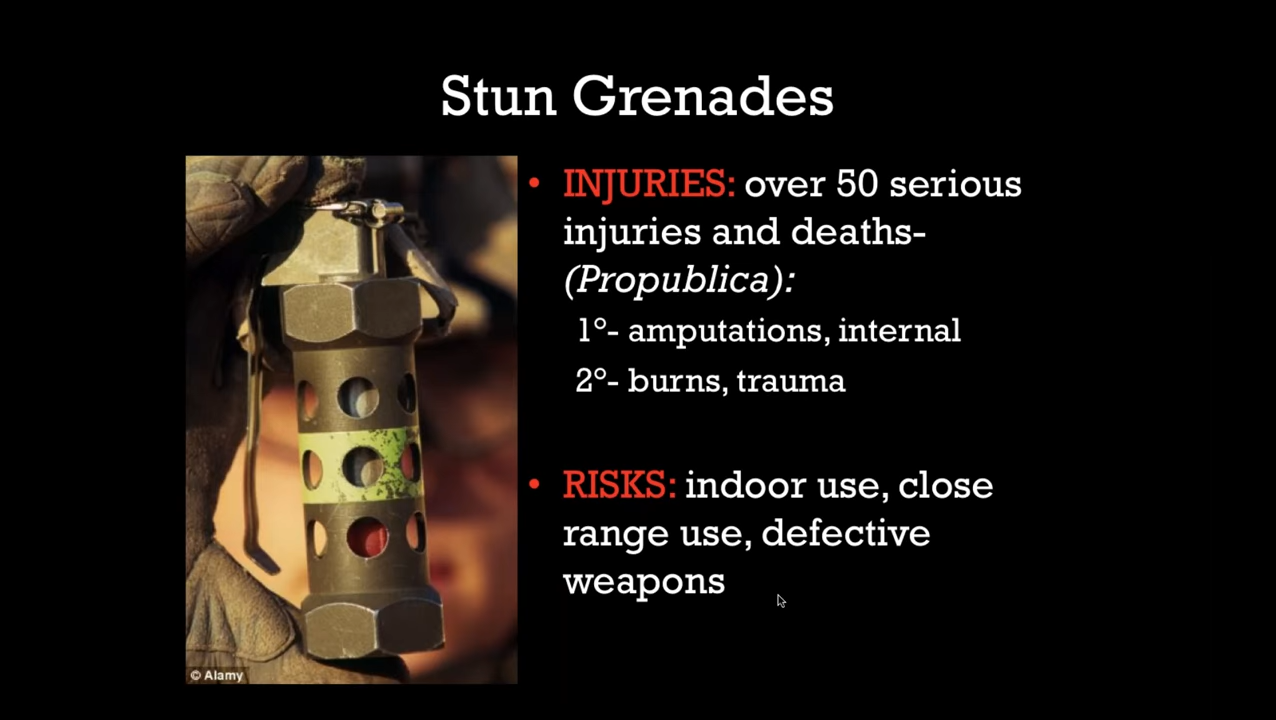 Stun Grenades
• INJURIES: over 50 serious
injuries and deaths-
(Propublica):
1°- amputations, internal
2°- burns, trauma
• RISKS: indoor use, close
range use, defective
weapons
© Alamy